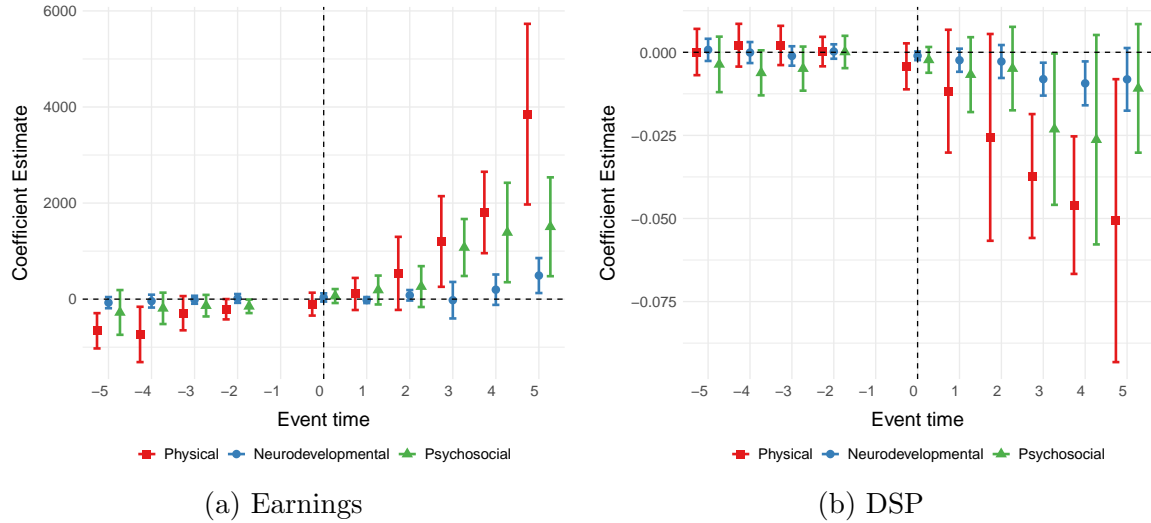 6000
4000
2000
0
Coefficient Estimate
−5 −4 −3 −2 −1 0 1 2 3 4 5
Event time
Physical Neurodevelopmental Psychosocial
(a) Earnings
0.000
−0.025
−0.050
−0.075
Coefficient Estimate
−5 −4 −3 −2 −1 0 1 2 3 4 5
Event time
Physical Neurodevelopmental Psychosocial
(b) DSP